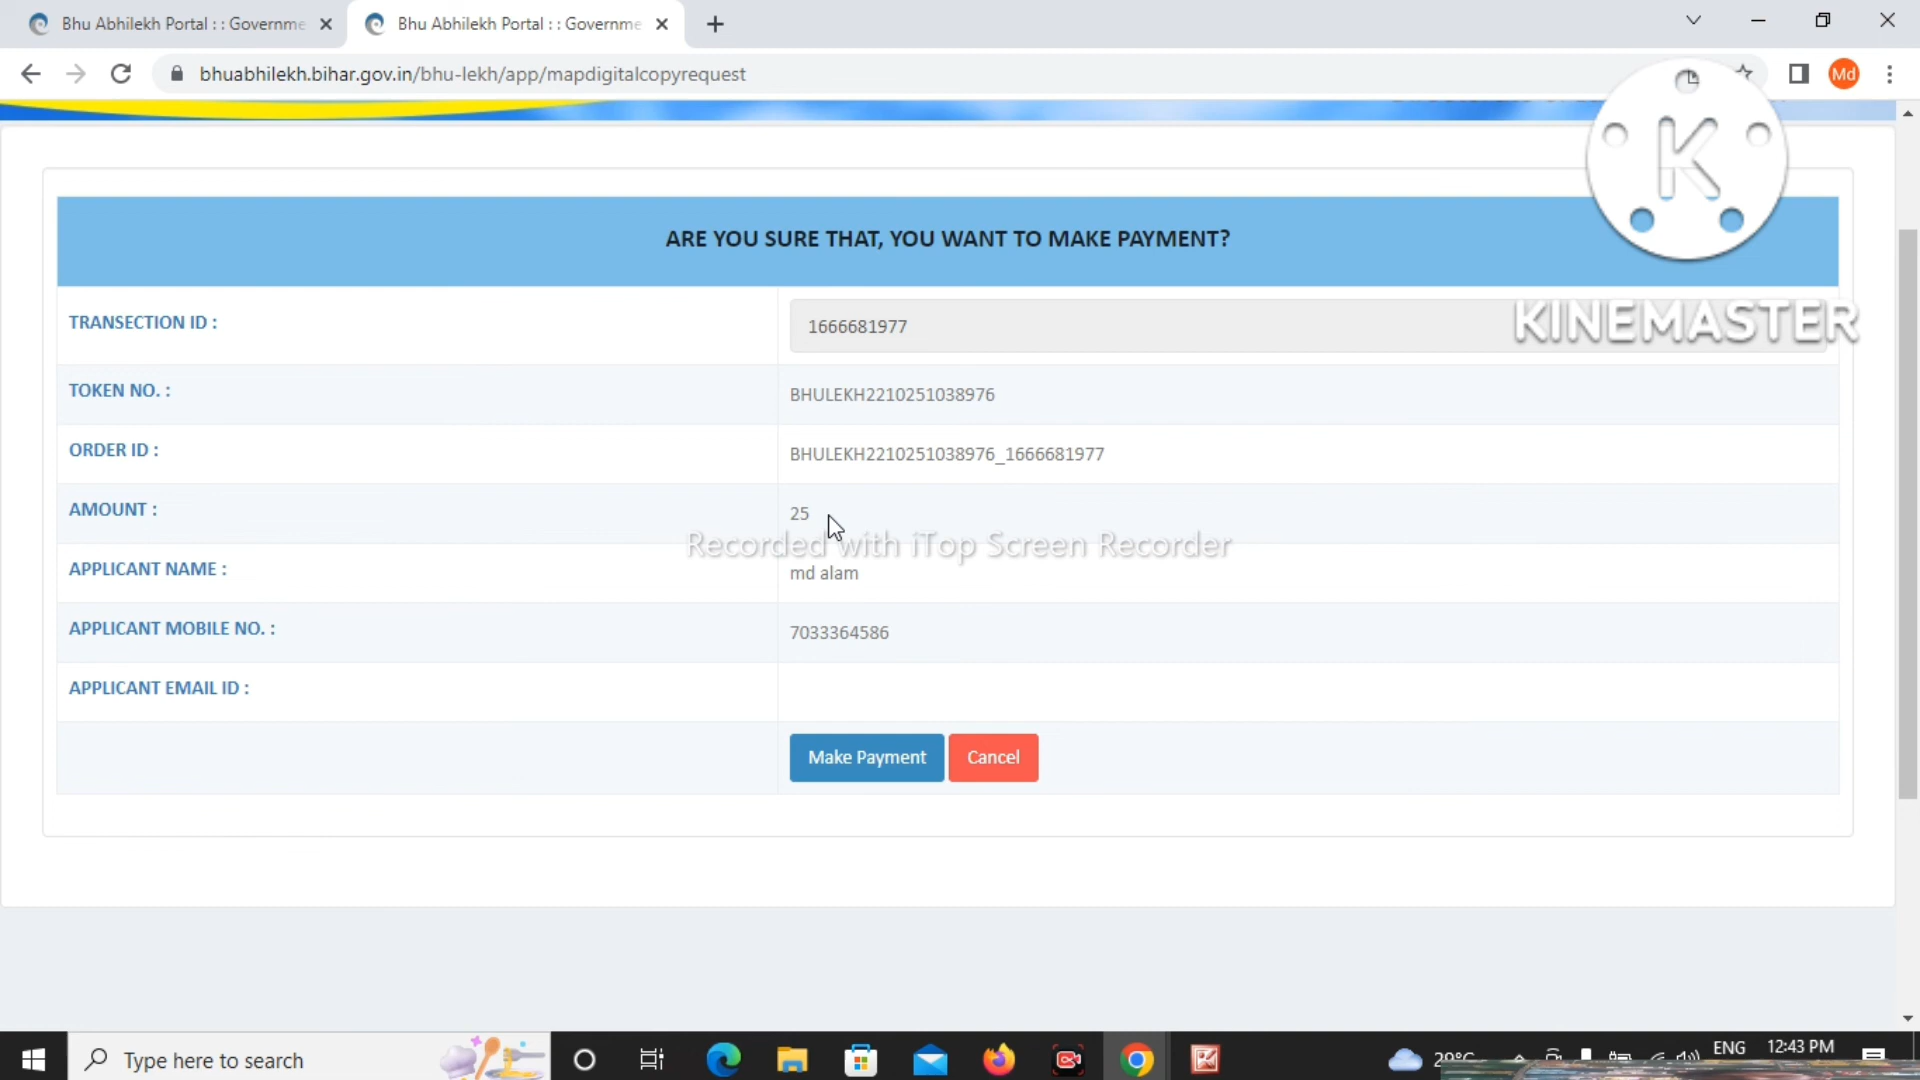 Bhu Abhilekh Portal : : Governme
Bhu Abhilekh Portal : : Governme
bhuabhilekh.bihar.gov.in/bhu-lekh/app/mapdigitalcopyrequest
Md
K
KINEMASTER
ARE YOU SURE THAT, YOU WANT TO MAKE PAYMENT?
TRANSECTION ID : 1666681977
TOKEN NO. : BHULEKH2210251038976
ORDER ID : BHULEKH2210251038976_1666681977
AMOUNT : 25
Recorded with iTop Screen Recorder
APPLICANT NAME : md alam
APPLICANT MOBILE NO. : 7033364586
APPLICANT EMAIL ID :
Make Payment Cancel
Type here to search
29°C ENG 12:43 PM